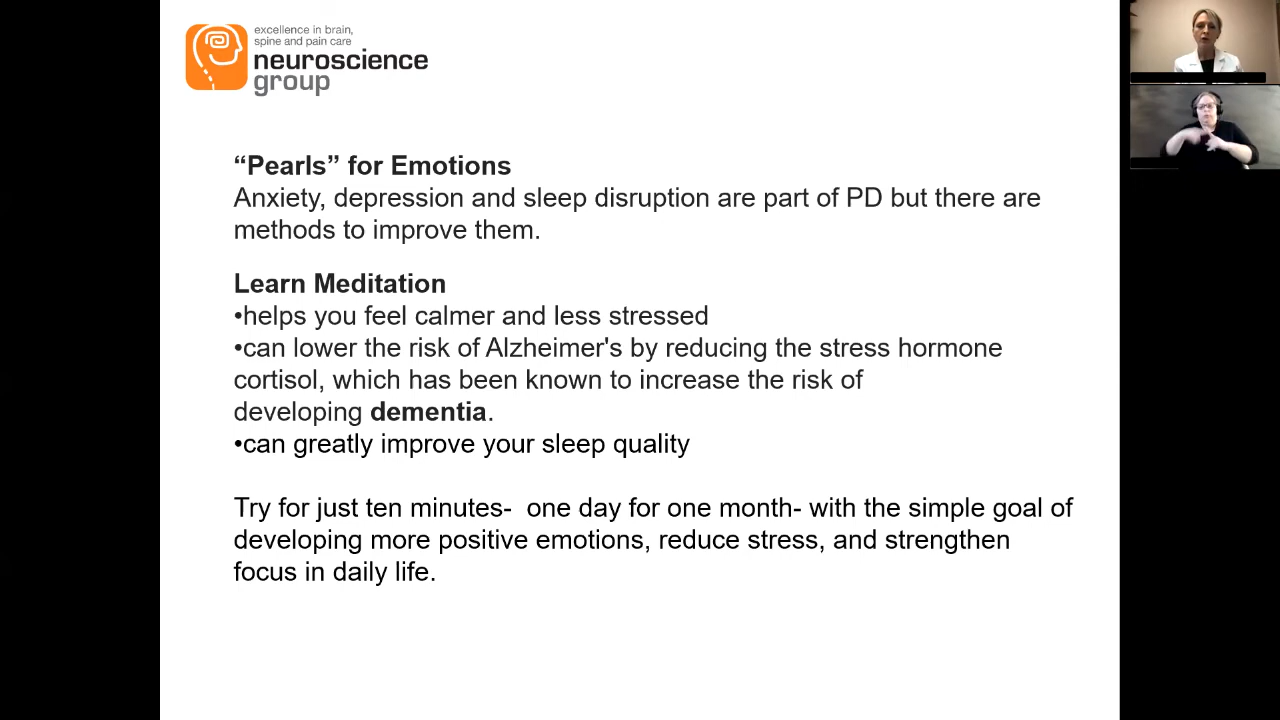 excellence in brain,
spine and pain care
neuroscience
group
“Pearls” for Emotions
Anxiety, depression and sleep disruption are part of PD but there are
methods to improve them.
Learn Meditation
•helps you feel calmer and less stressed
•can lower the risk of Alzheimer's by reducing the stress hormone
cortisol, which has been known to increase the risk of
developing dementia.
•can greatly improve your sleep quality
Try for just ten minutes-  one day for one month- with the simple goal of
developing more positive emotions, reduce stress, and strengthen
focus in daily life.